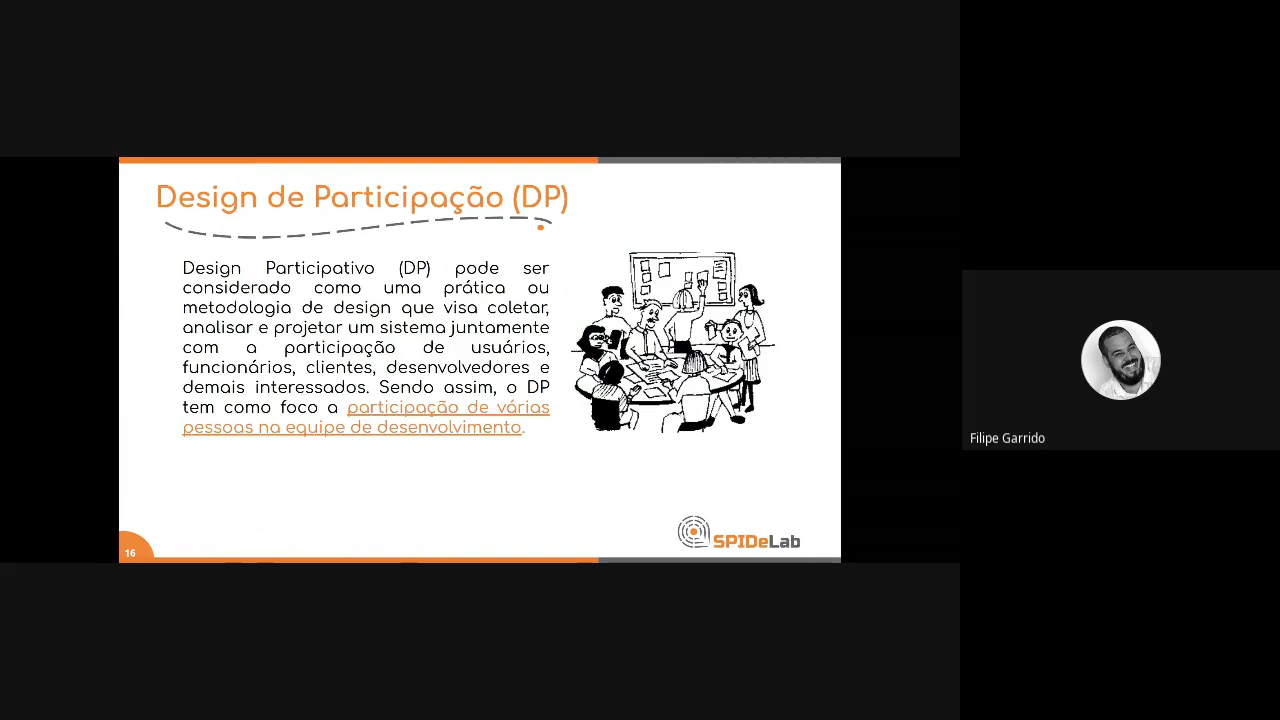 Design de Participação (DP)
Design Participativo (DP) pode ser
considerado como uma prática ou
metodologia de design que visa coletar,
analisar e projetar um sistema juntamente
com a participação de usuários,
funcionários, clientes, desenvolvedores e
demais interessados. Sendo assim, o DP
tem como foco a participação de várias
pessoas na equipe de desenvolvimento.
16
SPIDeLab
Filipe Garrido